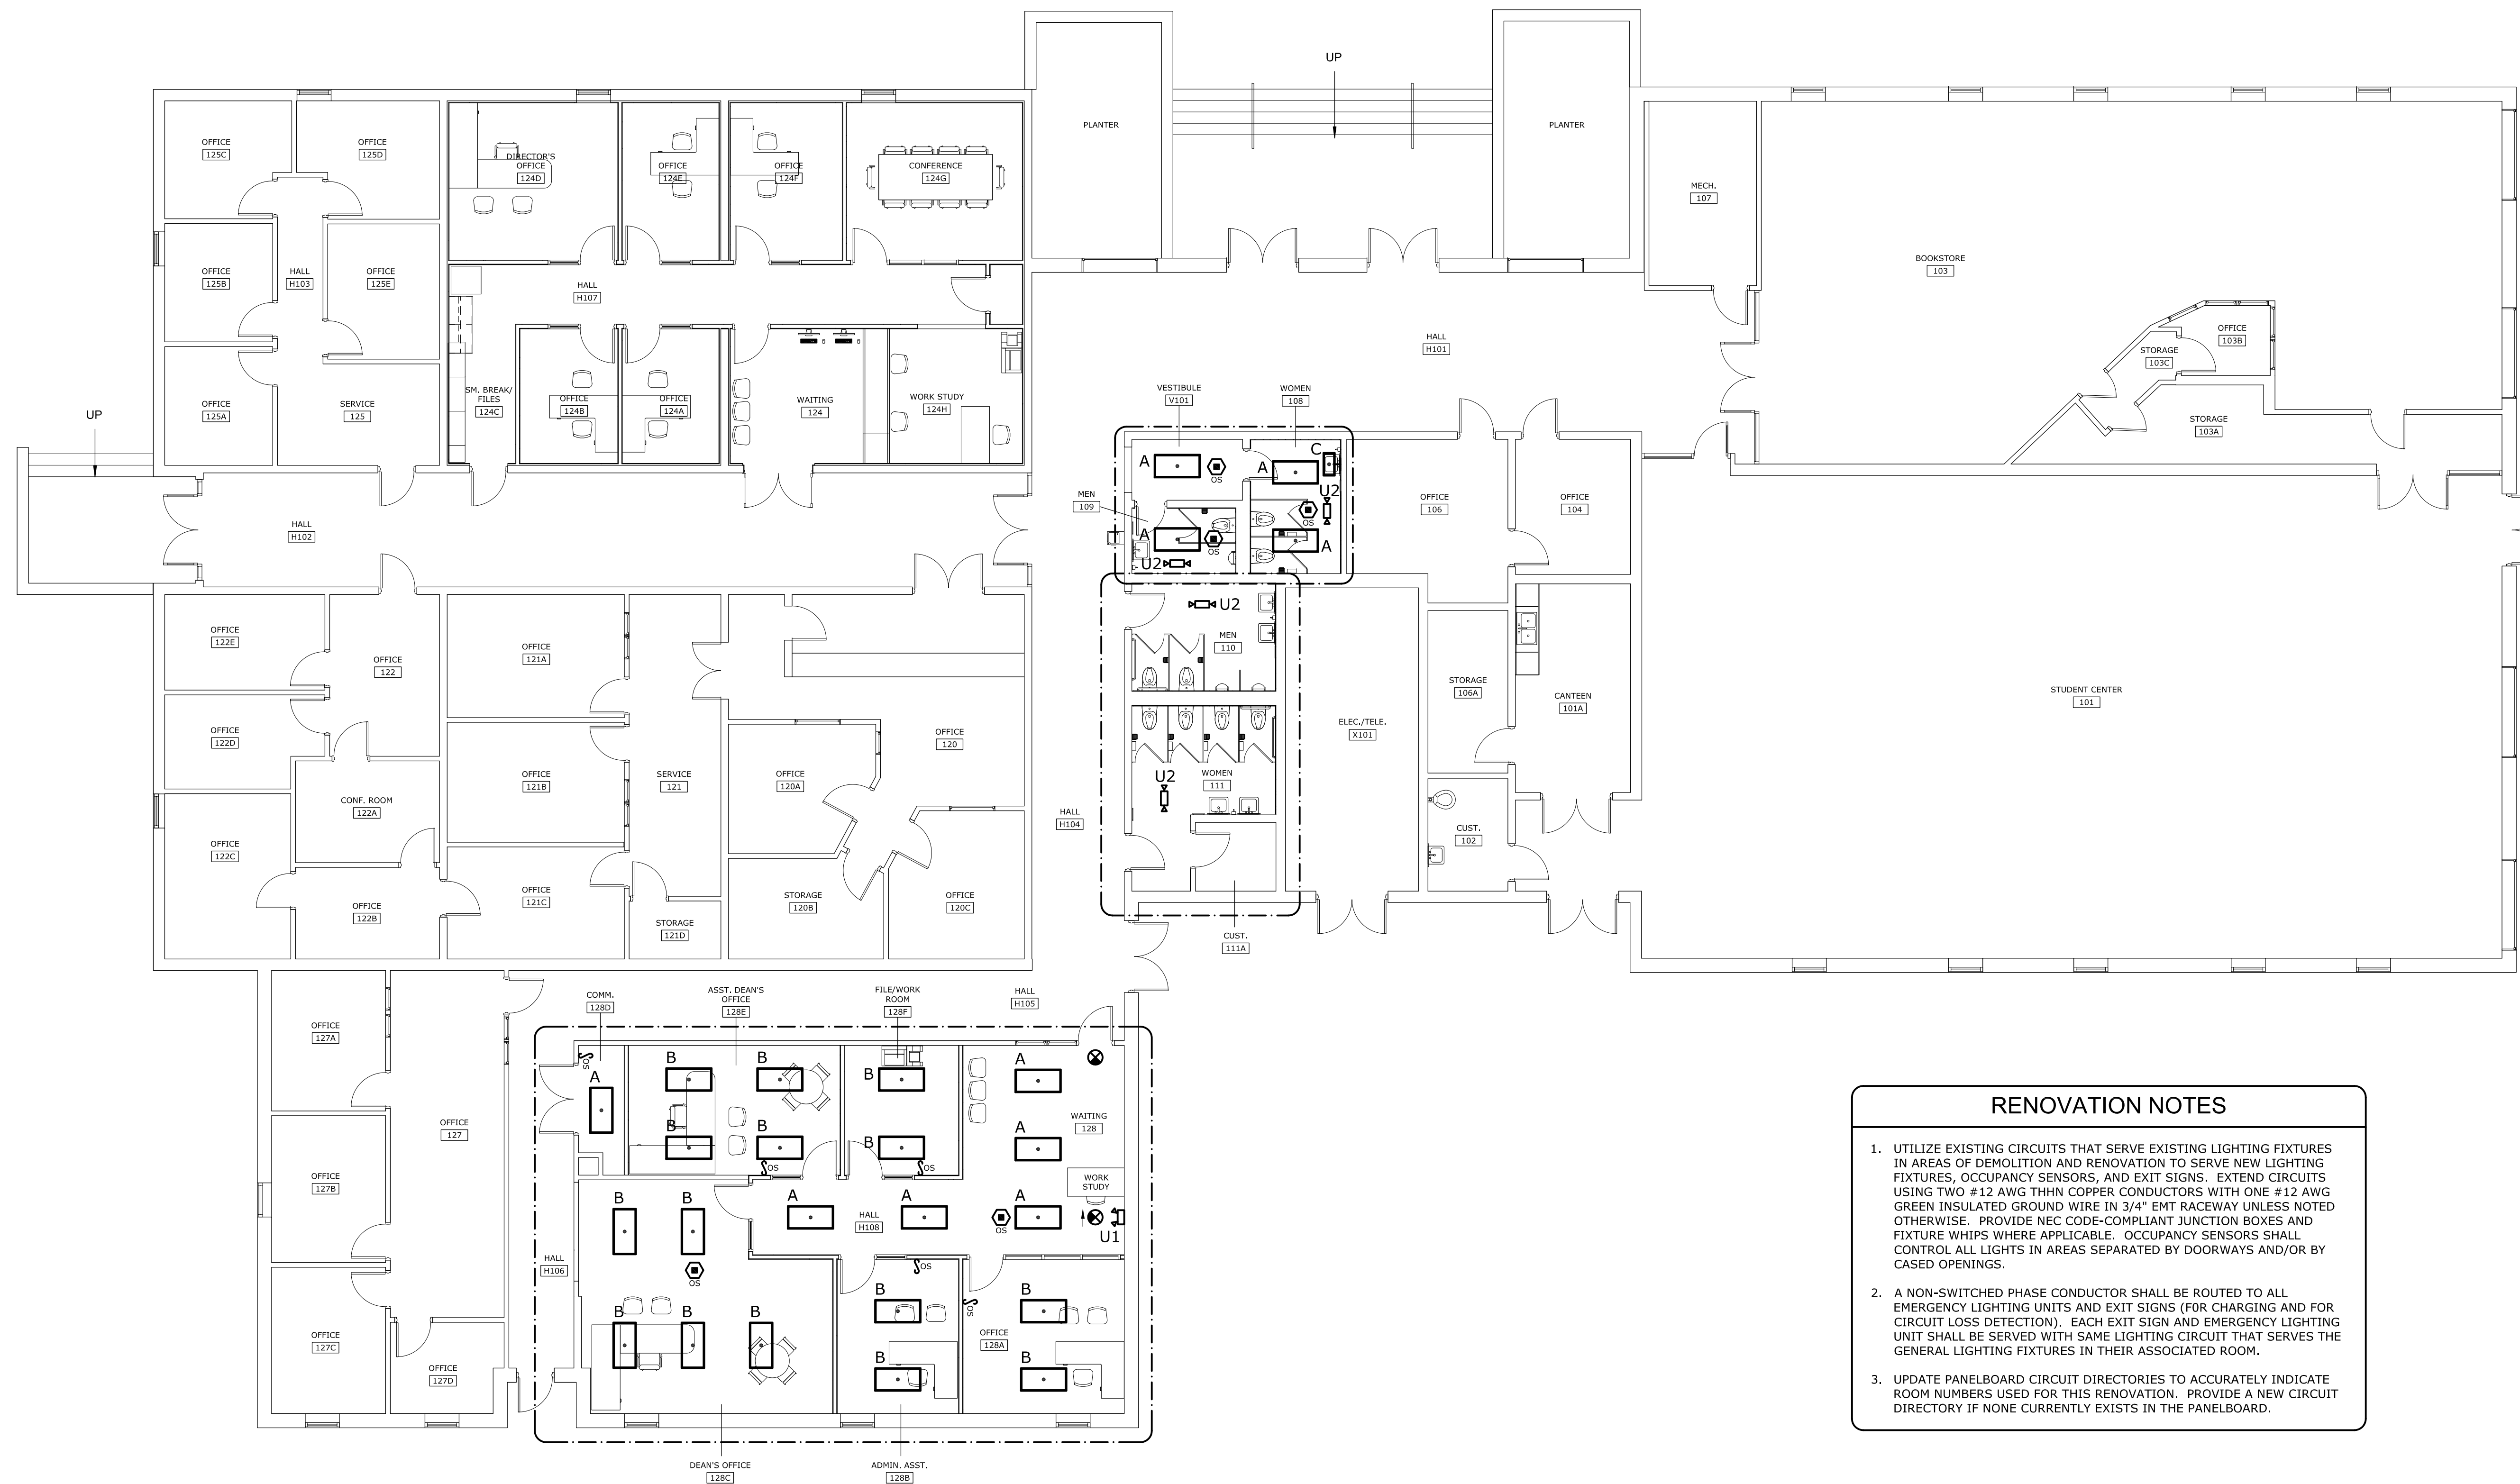 UP
PLANTER
PLANTER
OFFICE
125C
OFFICE
125D
DIRECTOR'S
OFFICE
124D
OFFICE
124E
OFFICE
124F
CONFERENCE
124G
MECH.
107
OFFICE
125B
HALL
H103
OFFICE
125E
HALL
H107
BOOKSTORE
103
HALL
H101
OFFICE
103B
STORAGE
103C
STORAGE
103A
OFFICE
125A
SERVICE
125
SM. BREAK/
FILES
124C
OFFICE
124B
OFFICE
124A
WAITING
124
WORK STUDY
124H
VESTIBULE
V101
WOMEN
108
UP
A
OS
A
C
U2
OS
MEN
109
A
OS
A
U2
OFFICE
106
OFFICE
104
HALL
H102
U2
MEN
110
OFFICE
122E
OFFICE
122
OFFICE
121A
OFFICE
122D
OFFICE
121B
SERVICE
121
OFFICE
120A
OFFICE
120
STORAGE
106A
CANTEEN
101A
STUDENT CENTER
101
ELEC./TELE.
X101
U2
WOMEN
111
CONF. ROOM
122A
HALL
H104
CUST.
102
OFFICE
122C
OFFICE
122B
OFFICE
121C
STORAGE
121D
STORAGE
120B
OFFICE
120C
CUST.
111A
COMM.
128D
ASST. DEAN'S
OFFICE
128E
FILE/WORK
ROOM
128F
HALL
H105
OFFICE
127A
OFFICE
127
OFFICE
127B
OFFICE
127C
OFFICE
127D
OS
A
B
B
B
B
OS
B
B
OS
A
WAITING
128
A
WORK
STUDY
A
OS
U1
A
A
HALL
H108
B
B
OS
B
B
B
HALL
H106
OS
B
B
OS
B
OFFICE
128A
B
DEAN'S OFFICE
128C
ADMIN. ASST.
128B
RENOVATION NOTES
1. UTILIZE EXISTING CIRCUITS THAT SERVE EXISTING LIGHTING FIXTURES
IN AREAS OF DEMOLITION AND RENOVATION TO SERVE NEW LIGHTING
FIXTURES, OCCUPANCY SENSORS, AND EXIT SIGNS. EXTEND CIRCUITS
USING TWO #12 AWG THHN COPPER CONDUCTORS WITH ONE #12 AWG
GREEN INSULATED GROUND WIRE IN 3/4" EMT RACEWAY UNLESS NOTED
OTHERWISE. PROVIDE NEC CODE-COMPLIANT JUNCTION BOXES AND
FIXTURE WHIPS WHERE APPLICABLE. OCCUPANCY SENSORS SHALL
CONTROL ALL LIGHTS IN AREAS SEPARATED BY DOORWAYS AND/OR BY
CASED OPENINGS.
2. A NON-SWITCHED PHASE CONDUCTOR SHALL BE ROUTED TO ALL
EMERGENCY LIGHTING UNITS AND EXIT SIGNS (FOR CHARGING AND FOR
CIRCUIT LOSS DETECTION). EACH EXIT SIGN AND EMERGENCY LIGHTING
UNIT SHALL BE SERVED WITH SAME LIGHTING CIRCUIT THAT SERVES THE
GENERAL LIGHTING FIXTURES IN THEIR ASSOCIATED ROOM.
3. UPDATE PANELBOARD CIRCUIT DIRECTORIES TO ACCURATELY INDICATE
ROOM NUMBERS USED FOR THIS RENOVATION. PROVIDE A NEW CIRCUIT
DIRECTORY IF NONE CURRENTLY EXISTS IN THE PANELBOARD.